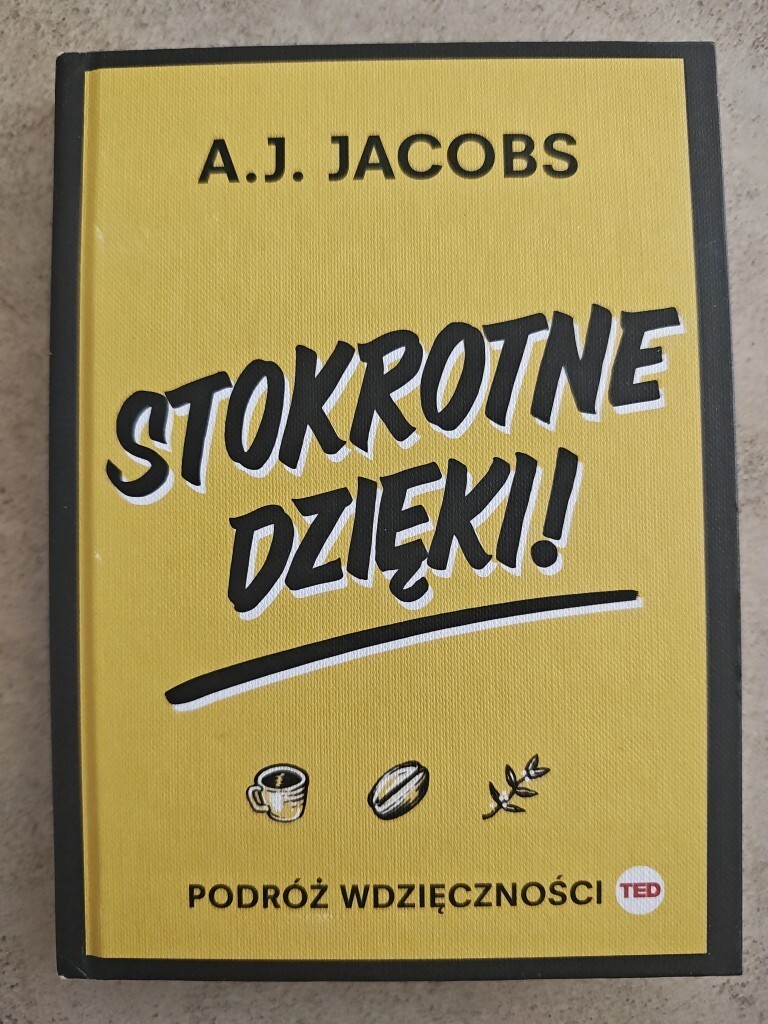 A.J. JACOBS
STOKROTNE
DZIĘKI!
PODRÓŻ WDZIĘCZNOŚCI TED